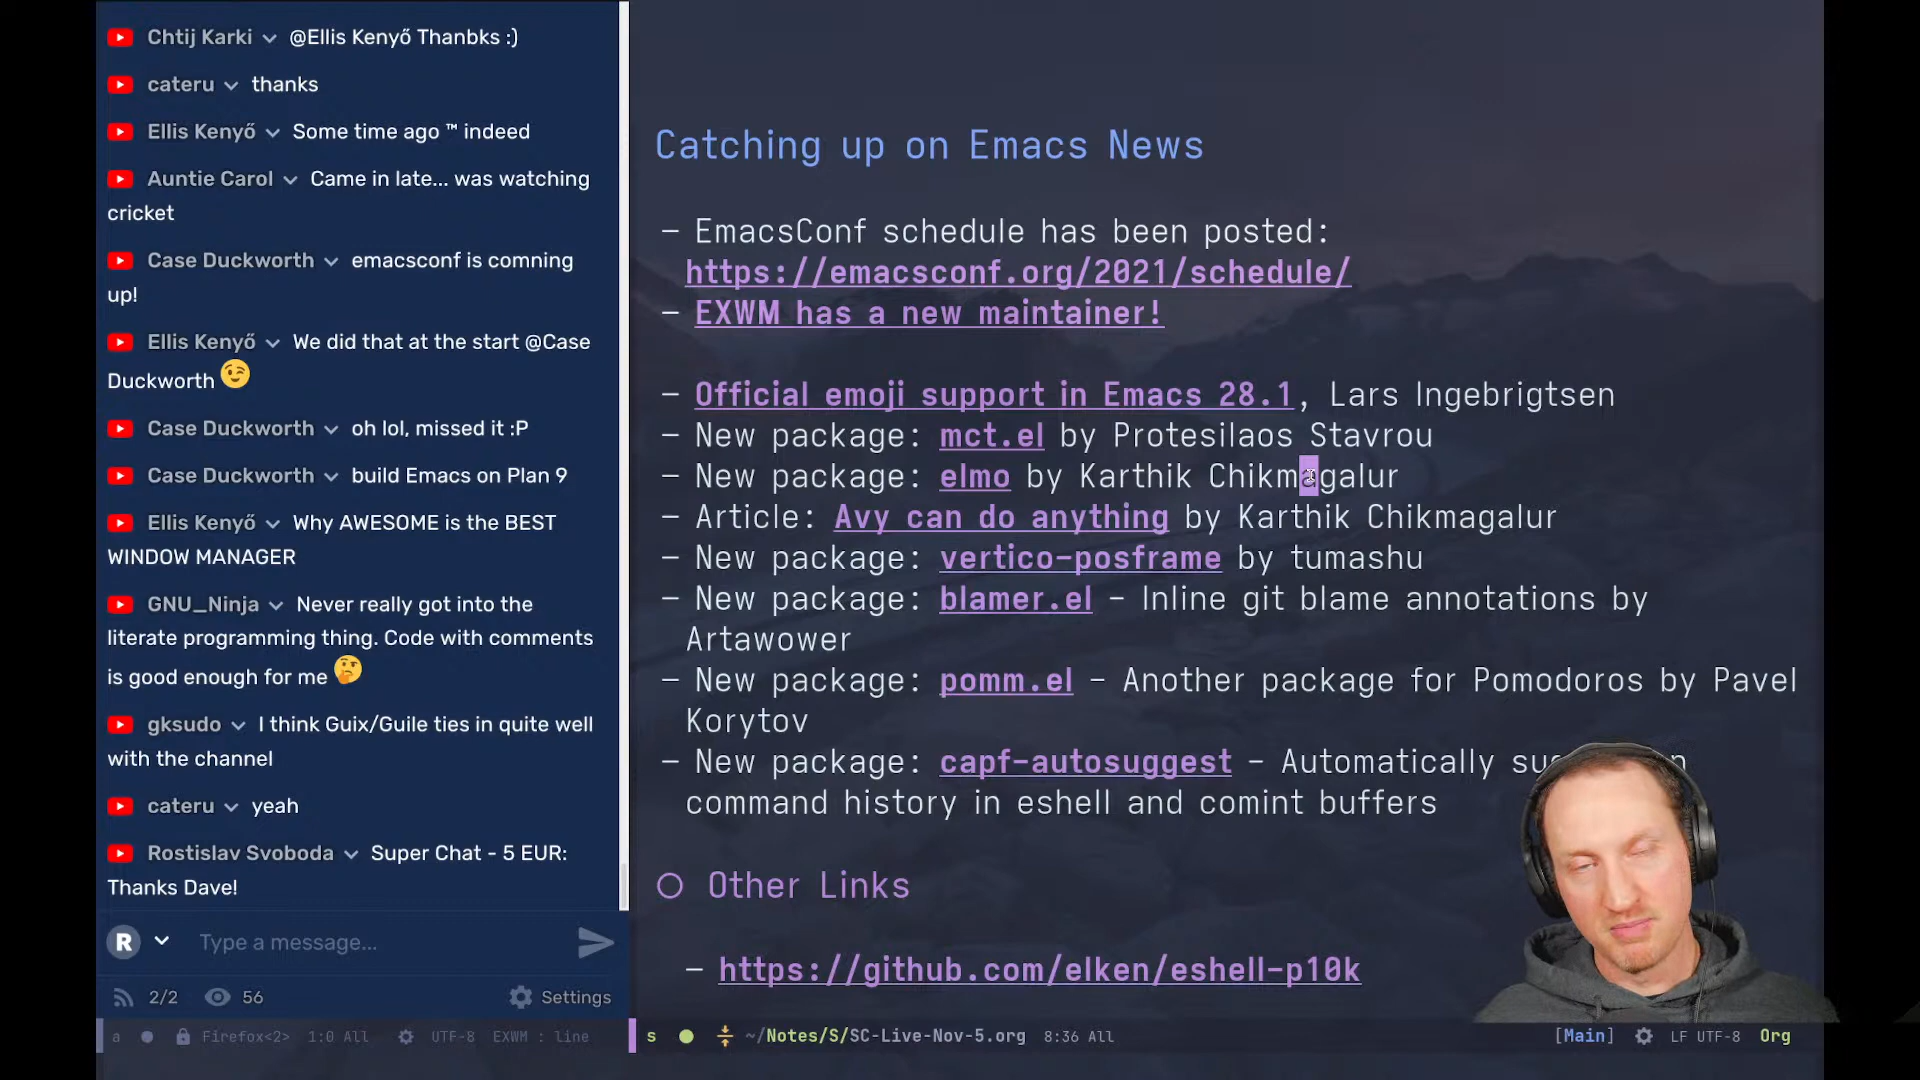 Chtij Karki @Ellis Kenyő Thanbks :)
cateru thanks
Ellis Kenyő Some time ago ™ indeed
Auntie Carol Came in late... was watching
cricket
Case Duckworth emacsconf is comning
up!
Ellis Kenyő We did that at the start @Case
Duckworth 😉
Case Duckworth oh lol, missed it :P
Case Duckworth build Emacs on Plan 9
Ellis Kenyő Why AWESOME is the BEST
WINDOW MANAGER
GNU_Ninja Never really got into the
literate programming thing. Code with comments
is good enough for me 🤔
gksudo I think Guix/Guile ties in quite well
with the channel
cateru yeah
Rostislav Svoboda Super Chat - 5 EUR:
Thanks Dave!
R Type a message...
2/2 56 Settings
a Firefox<2> 1:0 All UTF-8 EXWM : line
Catching up on Emacs News
- EmacsConf schedule has been posted:
https://emacsconf.org/2021/schedule/
- EXWM has a new maintainer!
- Official emoji support in Emacs 28.1, Lars Ingebrigtsen
- New package: mct.el by Protesilaos Stavrou
- New package: elmo by Karthik Chikmagalur
- Article: Avy can do anything by Karthik Chikmagalur
- New package: vertico-posframe by tumashu
- New package: blamer.el - Inline git blame annotations by
Artawower
- New package: pomm.el - Another package for Pomodoros by Pavel
Korytov
- New package: capf-autosuggest - Automatically
command history in eshell and comint buffers
Other Links
- https://github.com/elken/eshell-p10k
s ~/Notes/S/SC-Live-Nov-5.org 8:36 All [Main] LF UTF-8 Org